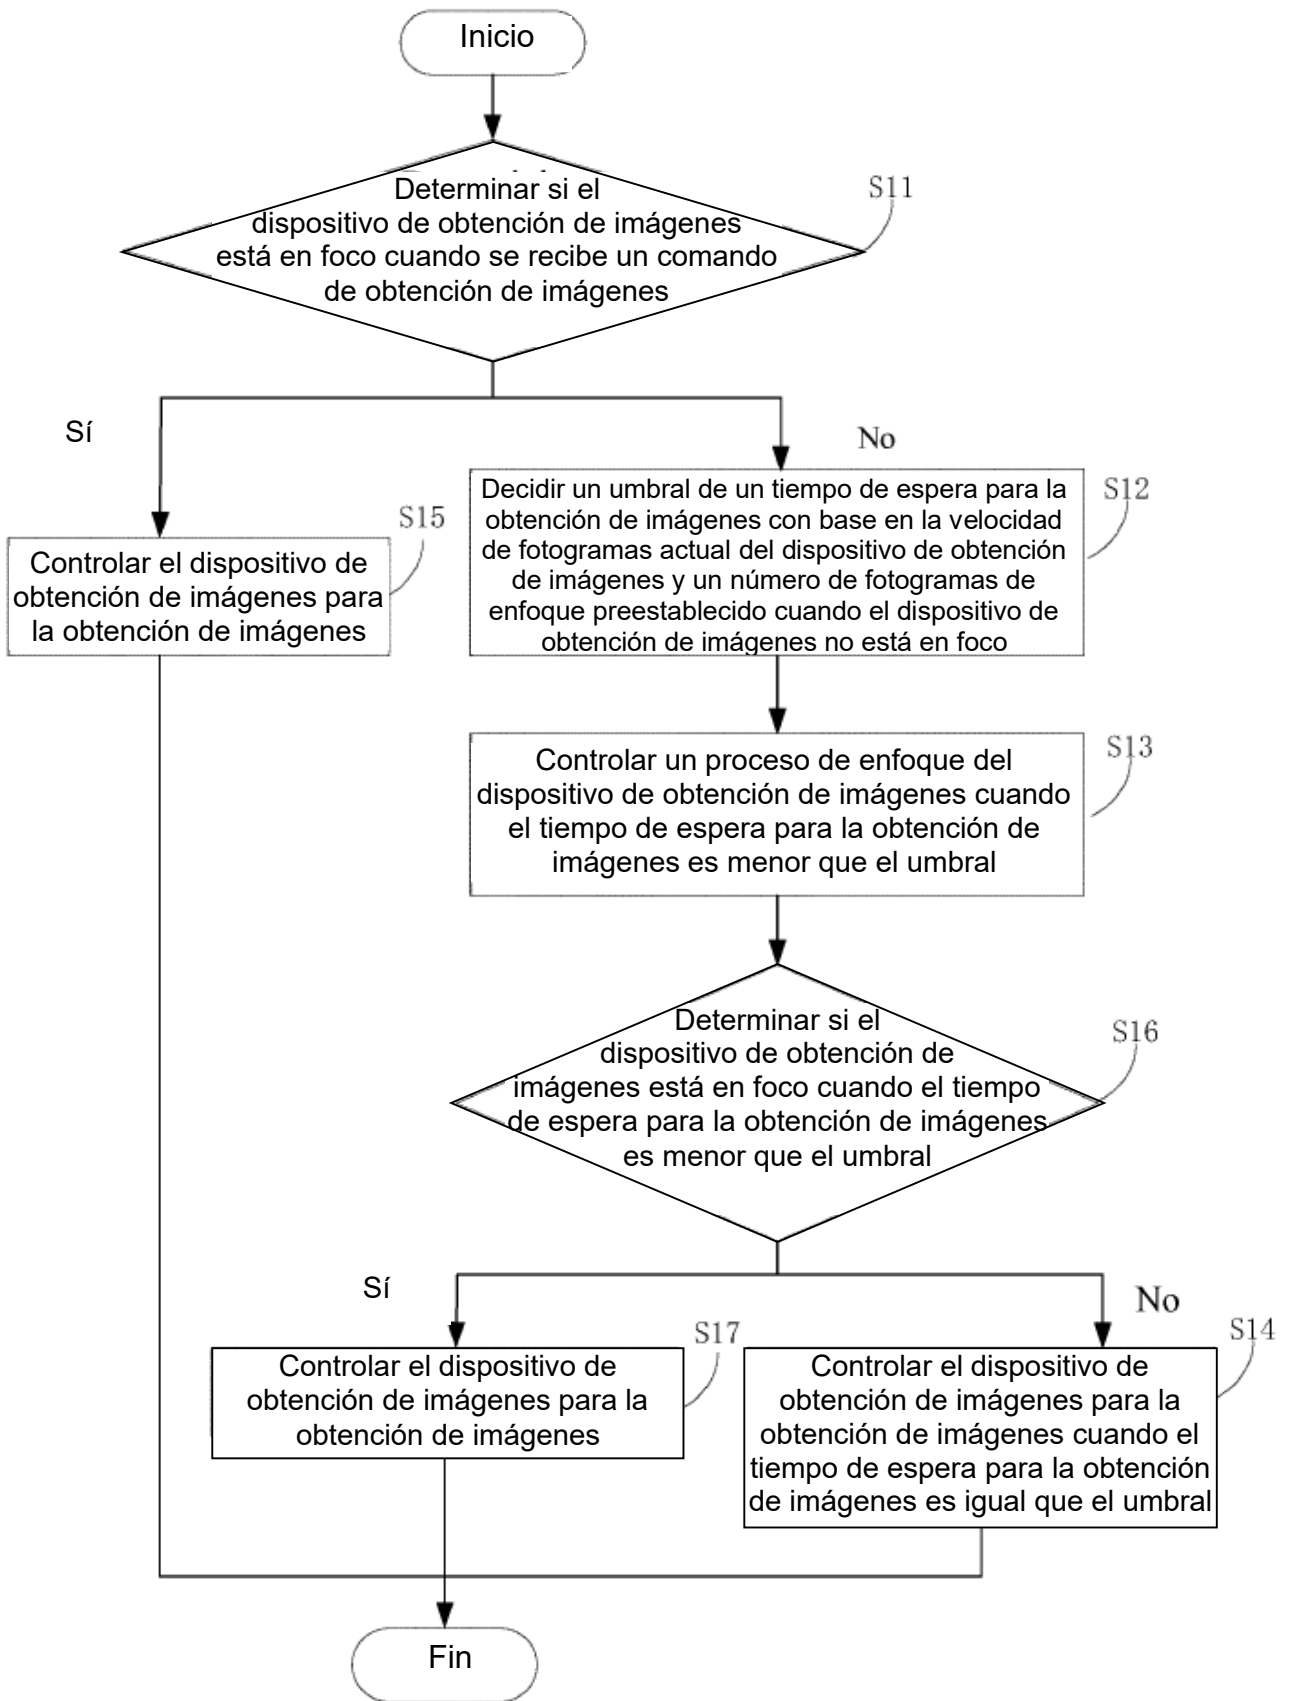 Inicio
Determinar si el
dispositivo de obtención de imágenes
está en foco cuando se recibe un comando
de obtención de imágenes
S11
Sí
No
S15
Controlar el dispositivo de
obtención de imágenes para
la obtención de imágenes
Decidir un umbral de un tiempo de espera para la
obtención de imágenes con base en la velocidad
de fotogramas actual del dispositivo de obtención
de imágenes y un número de fotogramas de
enfoque preestablecido cuando el dispositivo de
obtención de imágenes no está en foco
S12
Controlar un proceso de enfoque del
dispositivo de obtención de imágenes cuando
el tiempo de espera para la obtención de
imágenes es menor que el umbral
S13
Determinar si el
dispositivo de obtención de
imágenes está en foco cuando el tiempo
de espera para la obtención de imágenes
es menor que el umbral
S16
Sí
No
S17
Controlar el dispositivo de
obtención de imágenes para la
obtención de imágenes
S14
Controlar el dispositivo de
obtención de imágenes para la
obtención de imágenes cuando el
tiempo de espera para la obtención
de imágenes es igual que el umbral
Fin